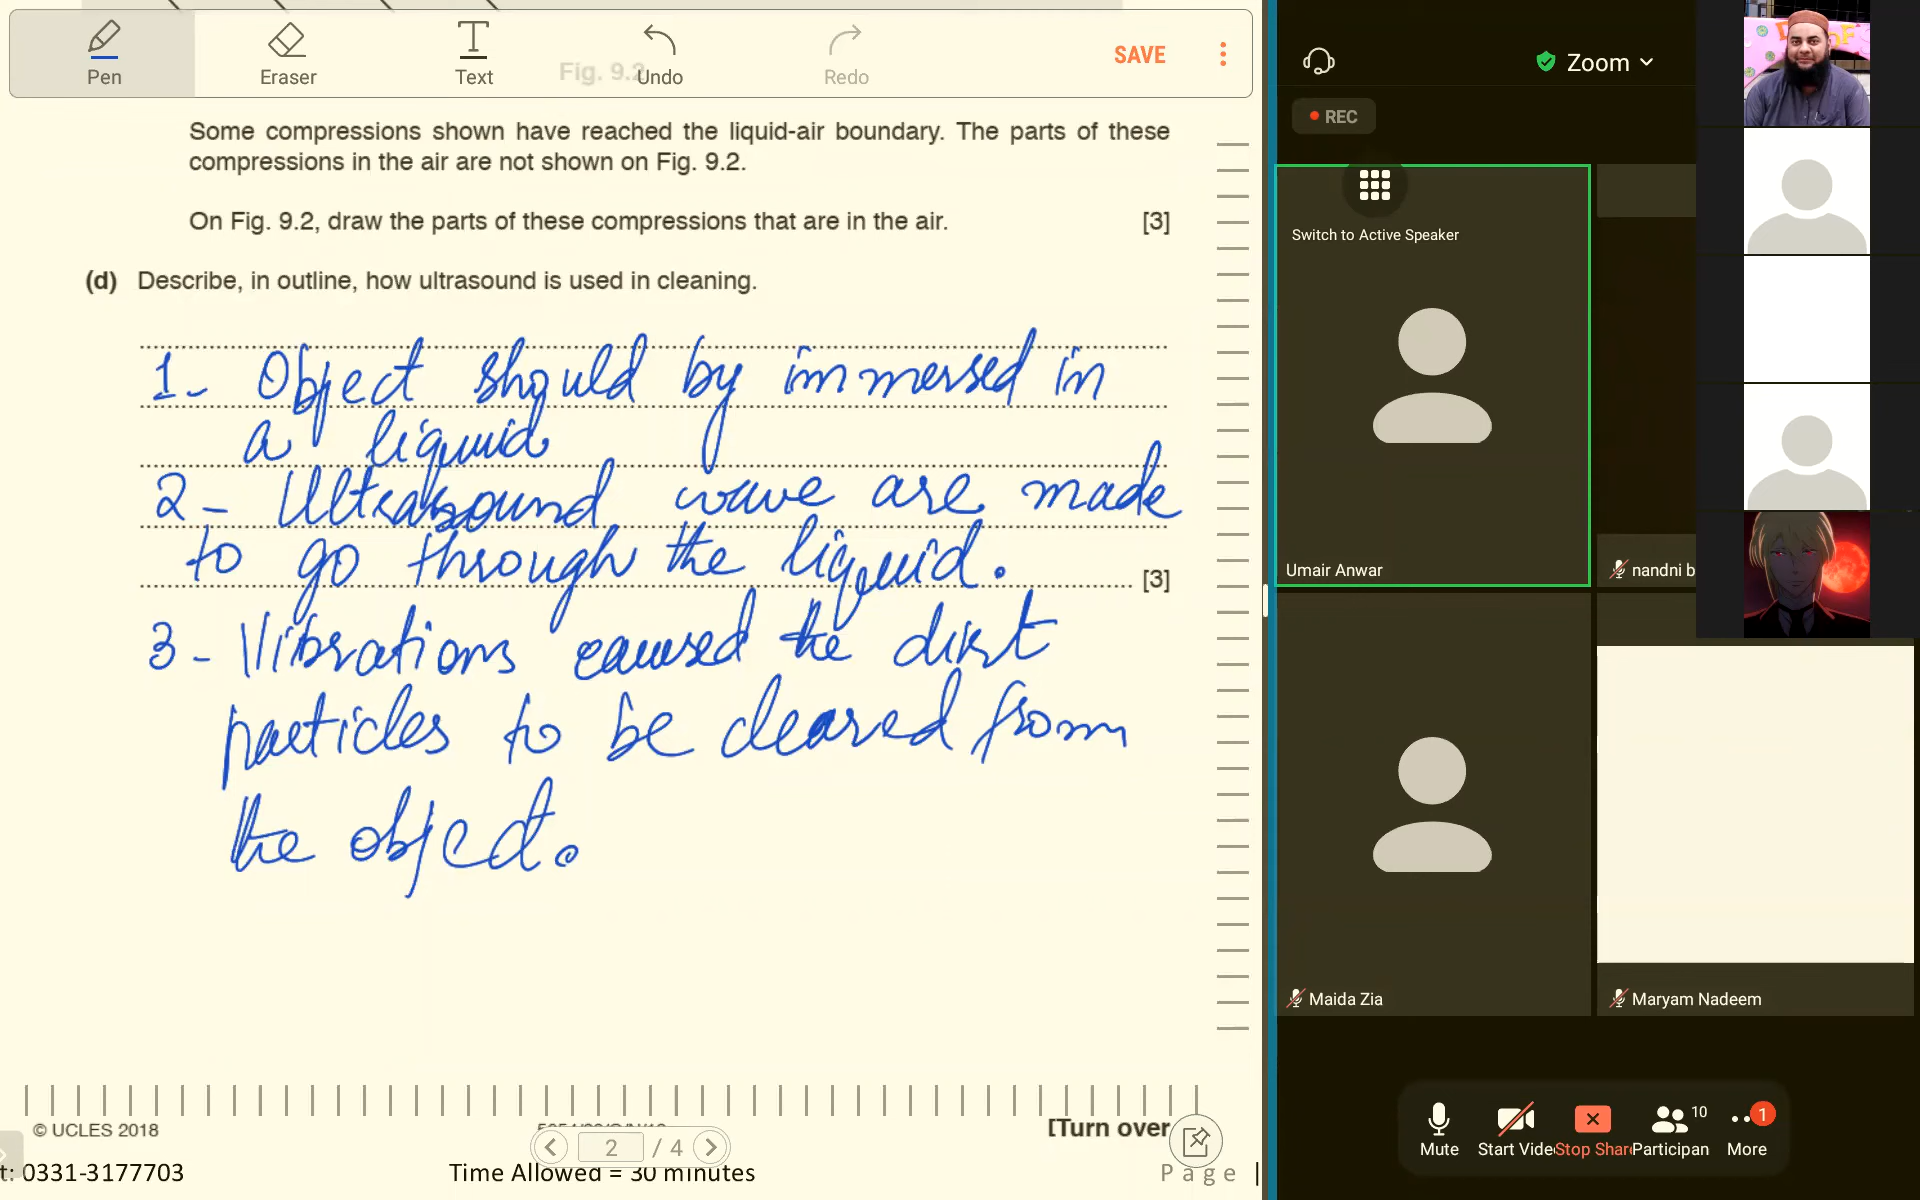 Pen
Eraser
Text
Fig. 9.2
Undo
Redo
SAVE
Some compressions shown have reached the liquid-air boundary. The parts of these
compressions in the air are not shown on Fig. 9.2.
On Fig. 9.2, draw the parts of these compressions that are in the air. [3]
(d) Describe, in outline, how ultrasound is used in cleaning.
1- Object should by immersed in
a liquid
2- Ultrasound wave are made
to go through the liquid.
[3]
3- Vibrations caused the dirt
particles to be cleared from
the object.
© UCLES 2018
[Turn over
2 / 4
t: 0331-3177703
Time Allowed = 30 minutes
Page |
Zoom
REC
Switch to Active Speaker
Umair Anwar
nandni b
Maida Zia
Maryam Nadeem
Mute
Start Vide
Stop Shar
Participan
10
More
1